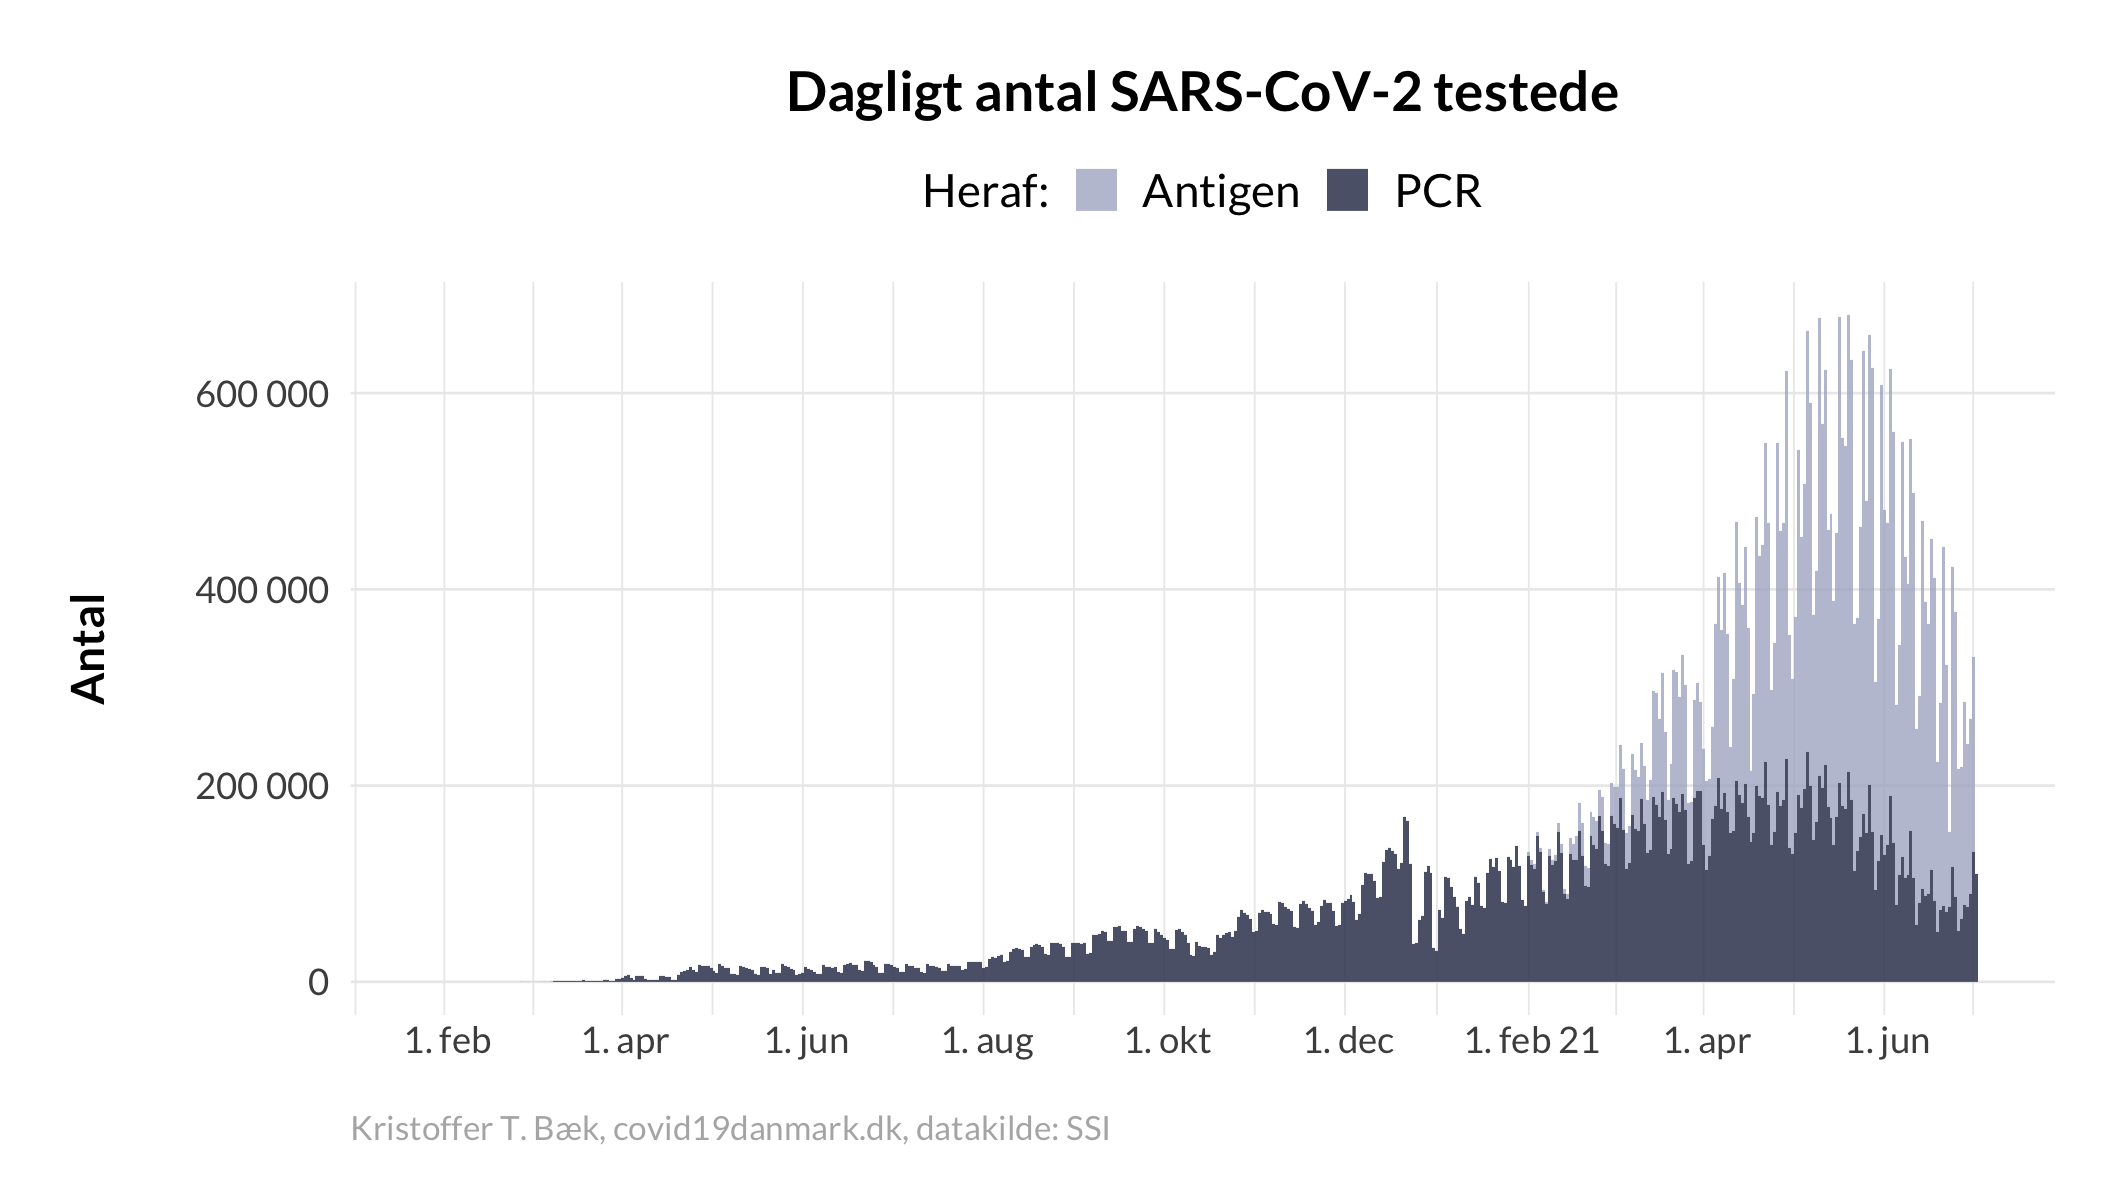 Dagligt antal SARS-CoV-2 testede
Heraf: Antigen PCR
Antal
600 000
400 000
200 000
0
1. feb 1. apr 1. jun 1. aug 1. okt 1. dec 1. feb 21 1. apr 1. jun
Kristoffer T. Bæk, covid19danmark.dk, datakilde: SSI